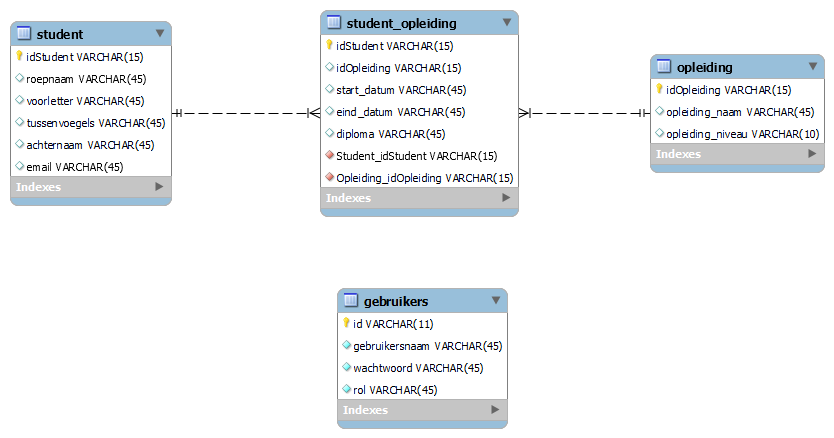 student
idStudent VARCHAR(15)
roepnaam VARCHAR(45)
voorletter VARCHAR(45)
tussenvoegels VARCHAR(45)
achternaam VARCHAR(45)
email VARCHAR(45)
Indexes
student_opleiding
idStudent VARCHAR(15)
idOpleiding VARCHAR(15)
start_datum VARCHAR(45)
eind_datum VARCHAR(45)
diploma VARCHAR(45)
Student_idStudent VARCHAR(15)
Opleiding_idOpleiding VARCHAR(15)
Indexes
opleiding
idOpleiding VARCHAR(15)
opleiding_naam VARCHAR(45)
opleiding_niveau VARCHAR(10)
Indexes
gebruikers
id VARCHAR(11)
gebruikersnaam VARCHAR(45)
wachtwoord VARCHAR(45)
rol VARCHAR(45)
Indexes